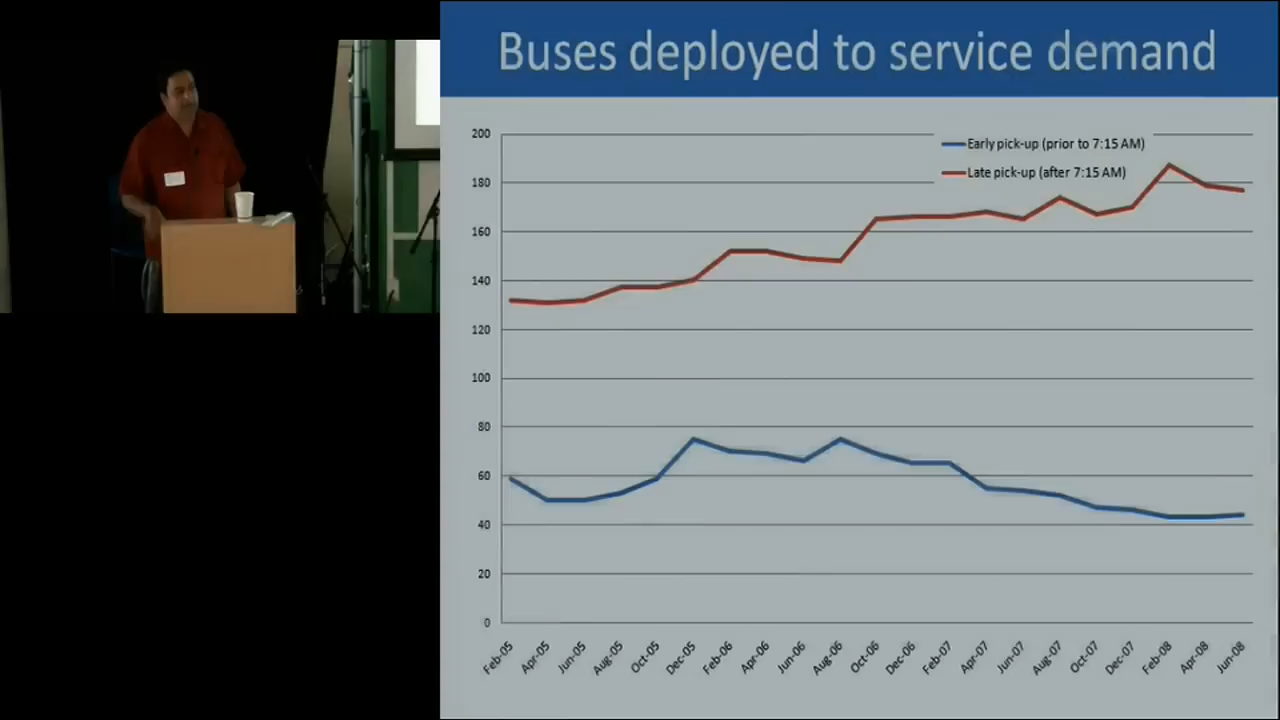 Buses deployed to service demand
Early pick-up (prior to 7:15 AM)
Late pick-up (after 7:15 AM)
200
180
160
140
120
100
80
60
40
20
0
Feb-05
Apr-05
Jun-05
Aug-05
Oct-05
Dec-05
Feb-06
Apr-06
Jun-06
Aug-06
Oct-06
Dec-06
Feb-07
Apr-07
Jun-07
Aug-07
Oct-07
Dec-07
Feb-08
Apr-08
Jun-08